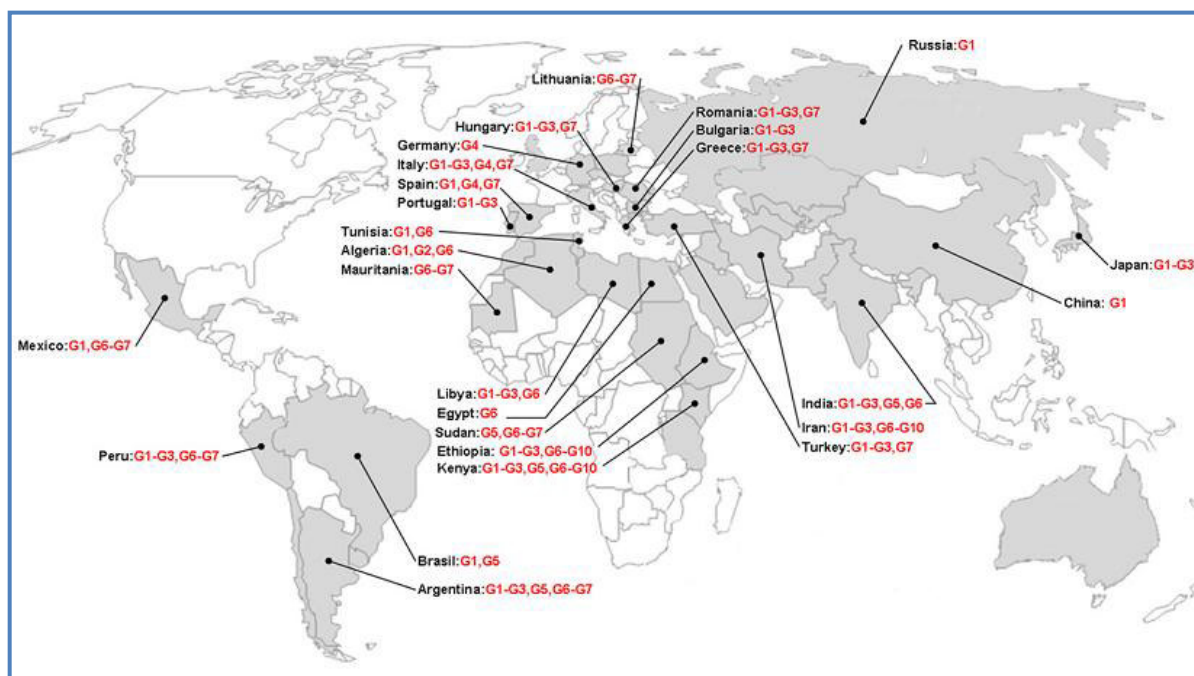 Russia:G1
Lithuania:G6-G7
Romania:G1-G3,G7
Hungary:G1-G3,G7
Bulgaria:G1-G3
Germany:G4
Greece:G1-G3,G7
Italy:G1-G3,G4,G7
Spain:G1,G4,G7
Portugal:G1-G3
Tunisia:G1,G6
Algeria:G1,G2,G6
Mauritania:G6-G7
Japan:G1-G3
China: G1
Mexico:G1,G6-G7
Libya:G1-G3,G6
Egypt:G6
Sudan:G5,G6-G7
Ethiopia: G1-G3,G6-G10
Kenya:G1-G3,G5,G6-G10
India:G1-G3,G5,G6
Iran:G1-G3,G6-G10
Turkey:G1-G3,G7
Peru:G1-G3,G6-G7
Brasil:G1,G5
Argentina:G1-G3,G5,G6-G7